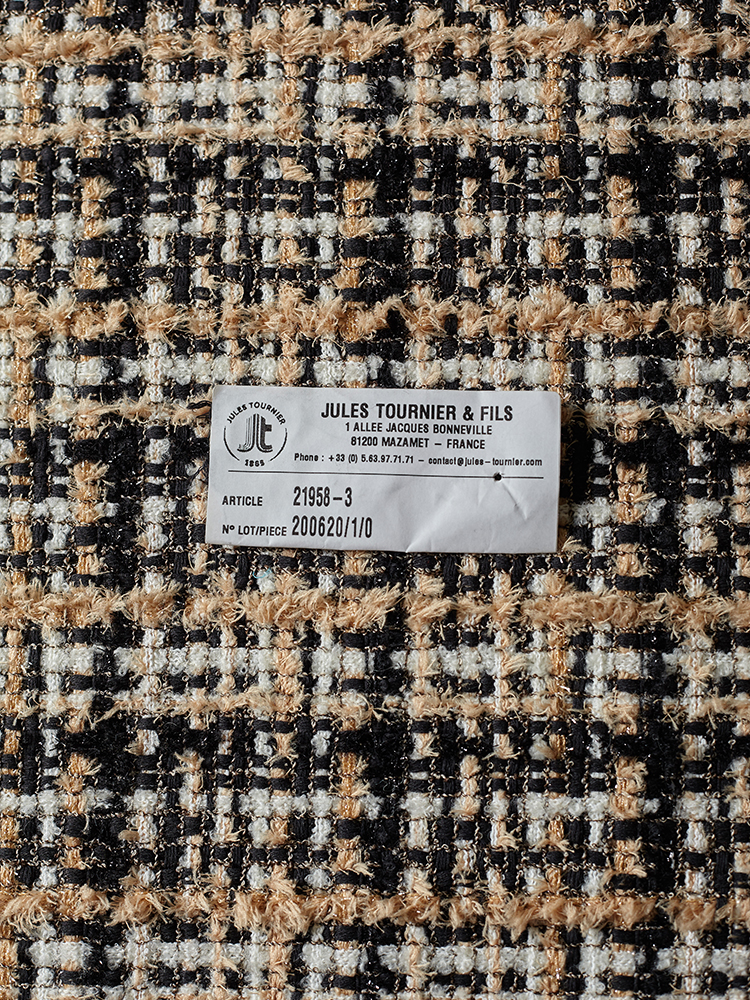 JULES TOURNIER
Jt
1865
JULES TOURNIER & FILS
1 ALLEE JACQUES BONNEVILLE
81200 MAZAMET – FRANCE
Phone : +33 (0) 5.63.97.71.71 – contact@jules-tournier.com
ARTICLE 21958-3
N° LOT/PIECE 200620/1/0